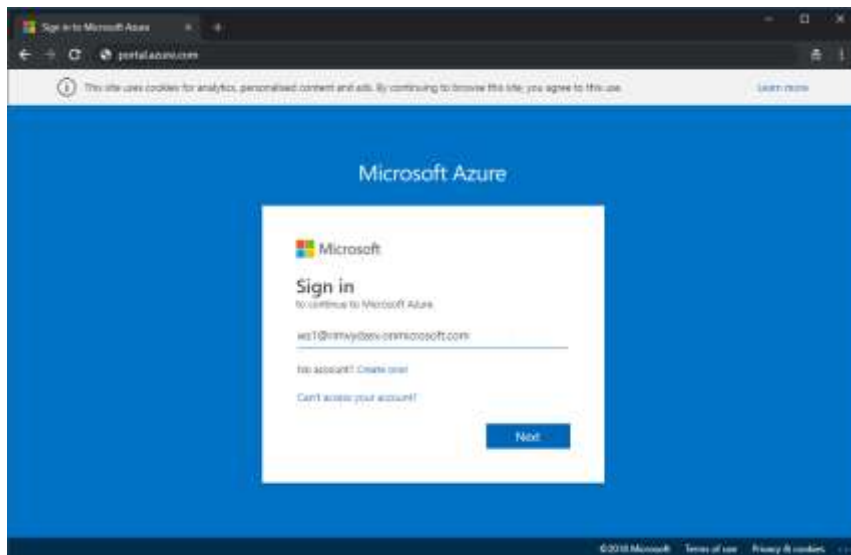 Sign in to Microsoft Azure
portal.azure.com
This site uses cookies for analytics, personalised content and ads. By continuing to browse this site, you agree to this use.
Learn more
Microsoft Azure
Microsoft
Sign in
to continue to Microsoft Azure
No account? Create one!
Can't access your account?
Next
©2018 Microsoft Terms of use Privacy & cookies